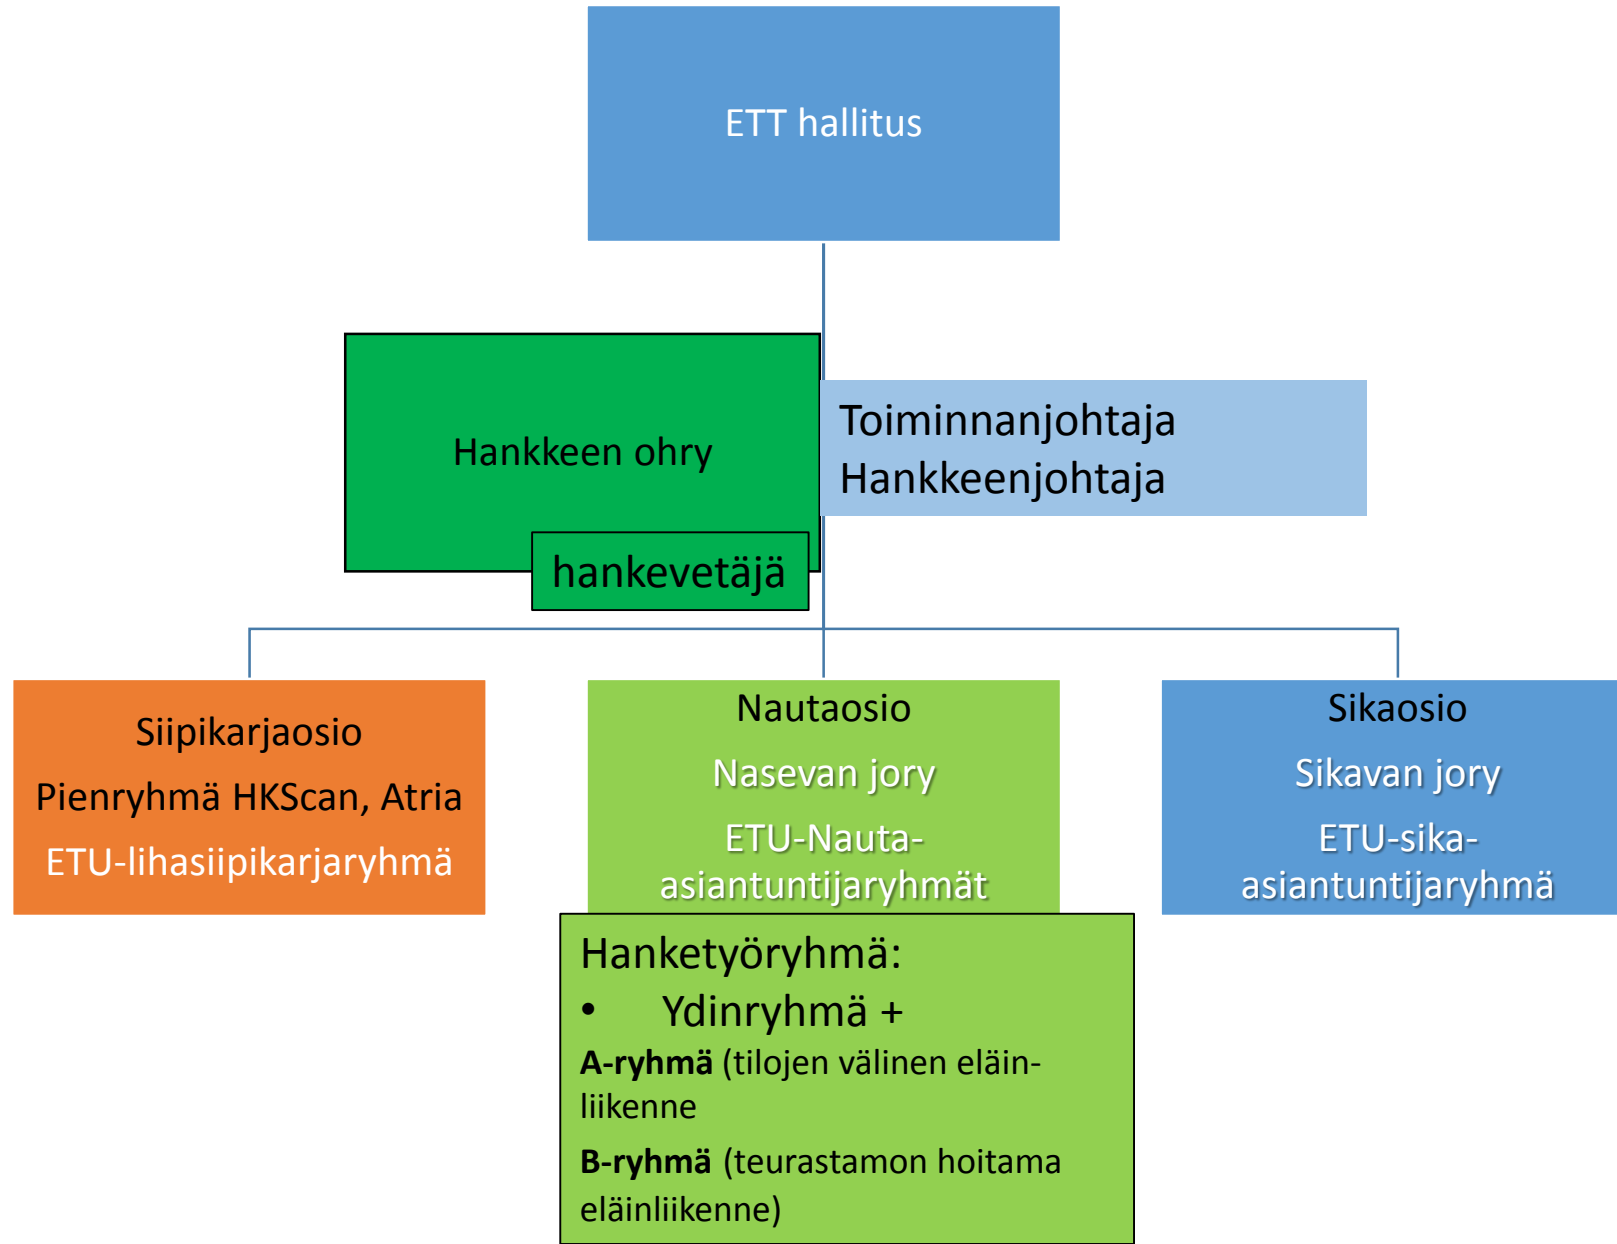 ETT hallitus
Hankkeen ohry
Toiminnanjohtaja
Hankkeenjohtaja
hankevetäjä
Siipikarjaosio
Pienryhmä HKScan, Atria
ETU-lihasiipikarjaryhmä
Nautaosio
Nasevan jory
ETU-Nauta-
asiantuntijaryhmät
Sikaosio
Sikavan jory
ETU-sika-
asiantuntijaryhmä
Hanketyöryhmä:
• Ydinryhmä +
A-ryhmä (tilojen välinen eläin-
liikenne
B-ryhmä (teurastamon hoitama
eläinliikenne)